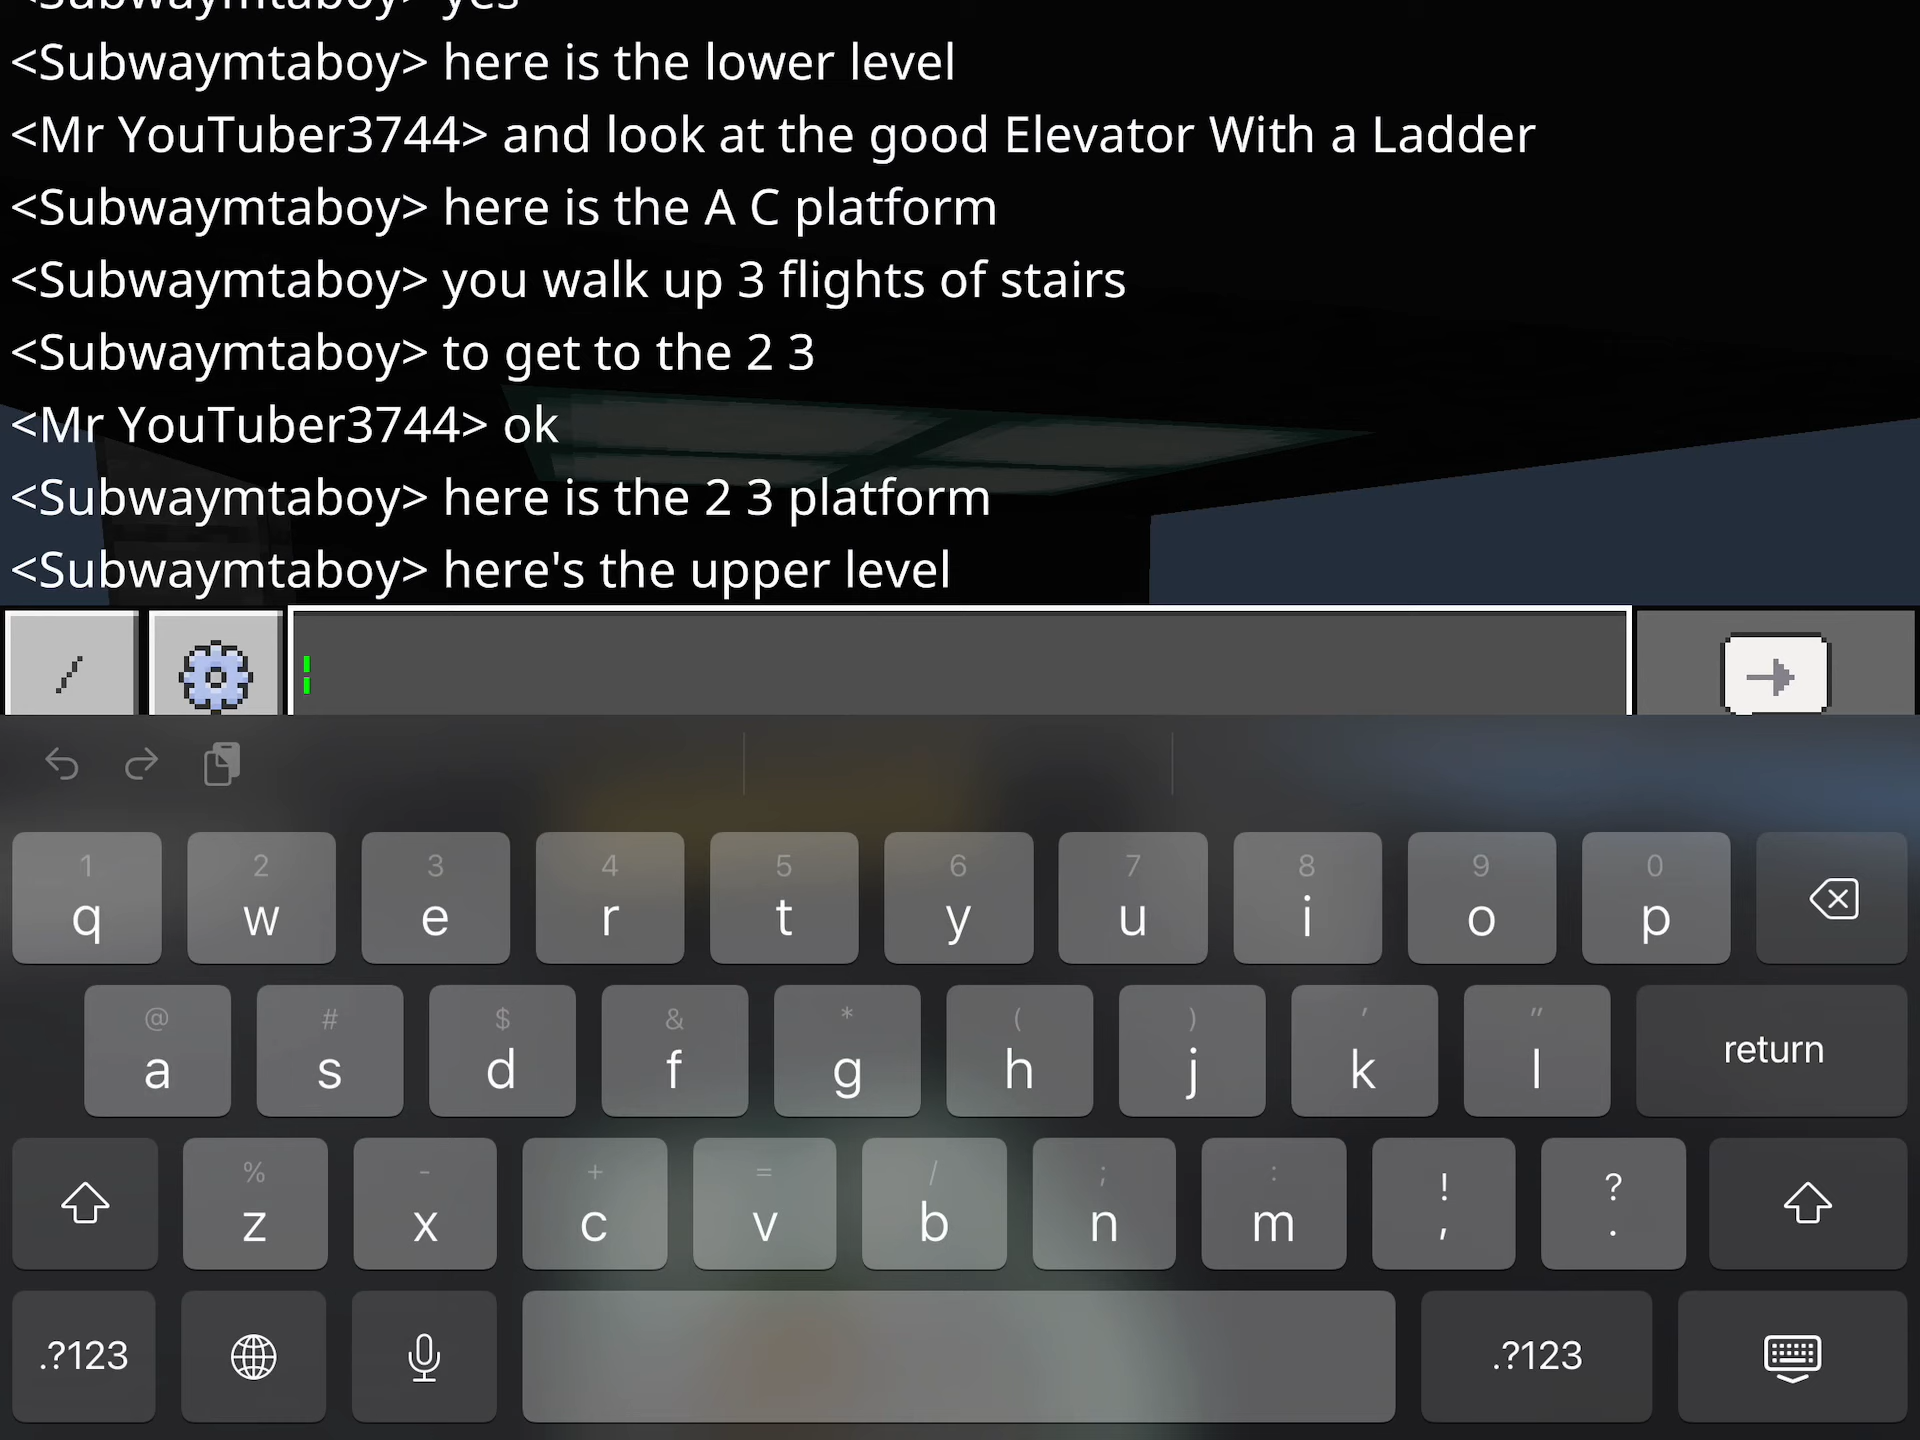 <Subwaymtaboy> yes
<Subwaymtaboy> here is the lower level
<Mr YouTuber3744> and look at the good Elevator With a Ladder
<Subwaymtaboy> here is the A C platform
<Subwaymtaboy> you walk up 3 flights of stairs
<Subwaymtaboy> to get to the 2 3
<Mr YouTuber3744> ok
<Subwaymtaboy> here is the 2 3 platform
<Subwaymtaboy> here's the upper level
/
1 2 3 4 5 6 7 8 9 0
q w e r t y u i o p
@ # $ & * ( ) ' "
a s d f g h j k l return
% - + = / ; : ! ?
z x c v b n m , .
.?123 .?123